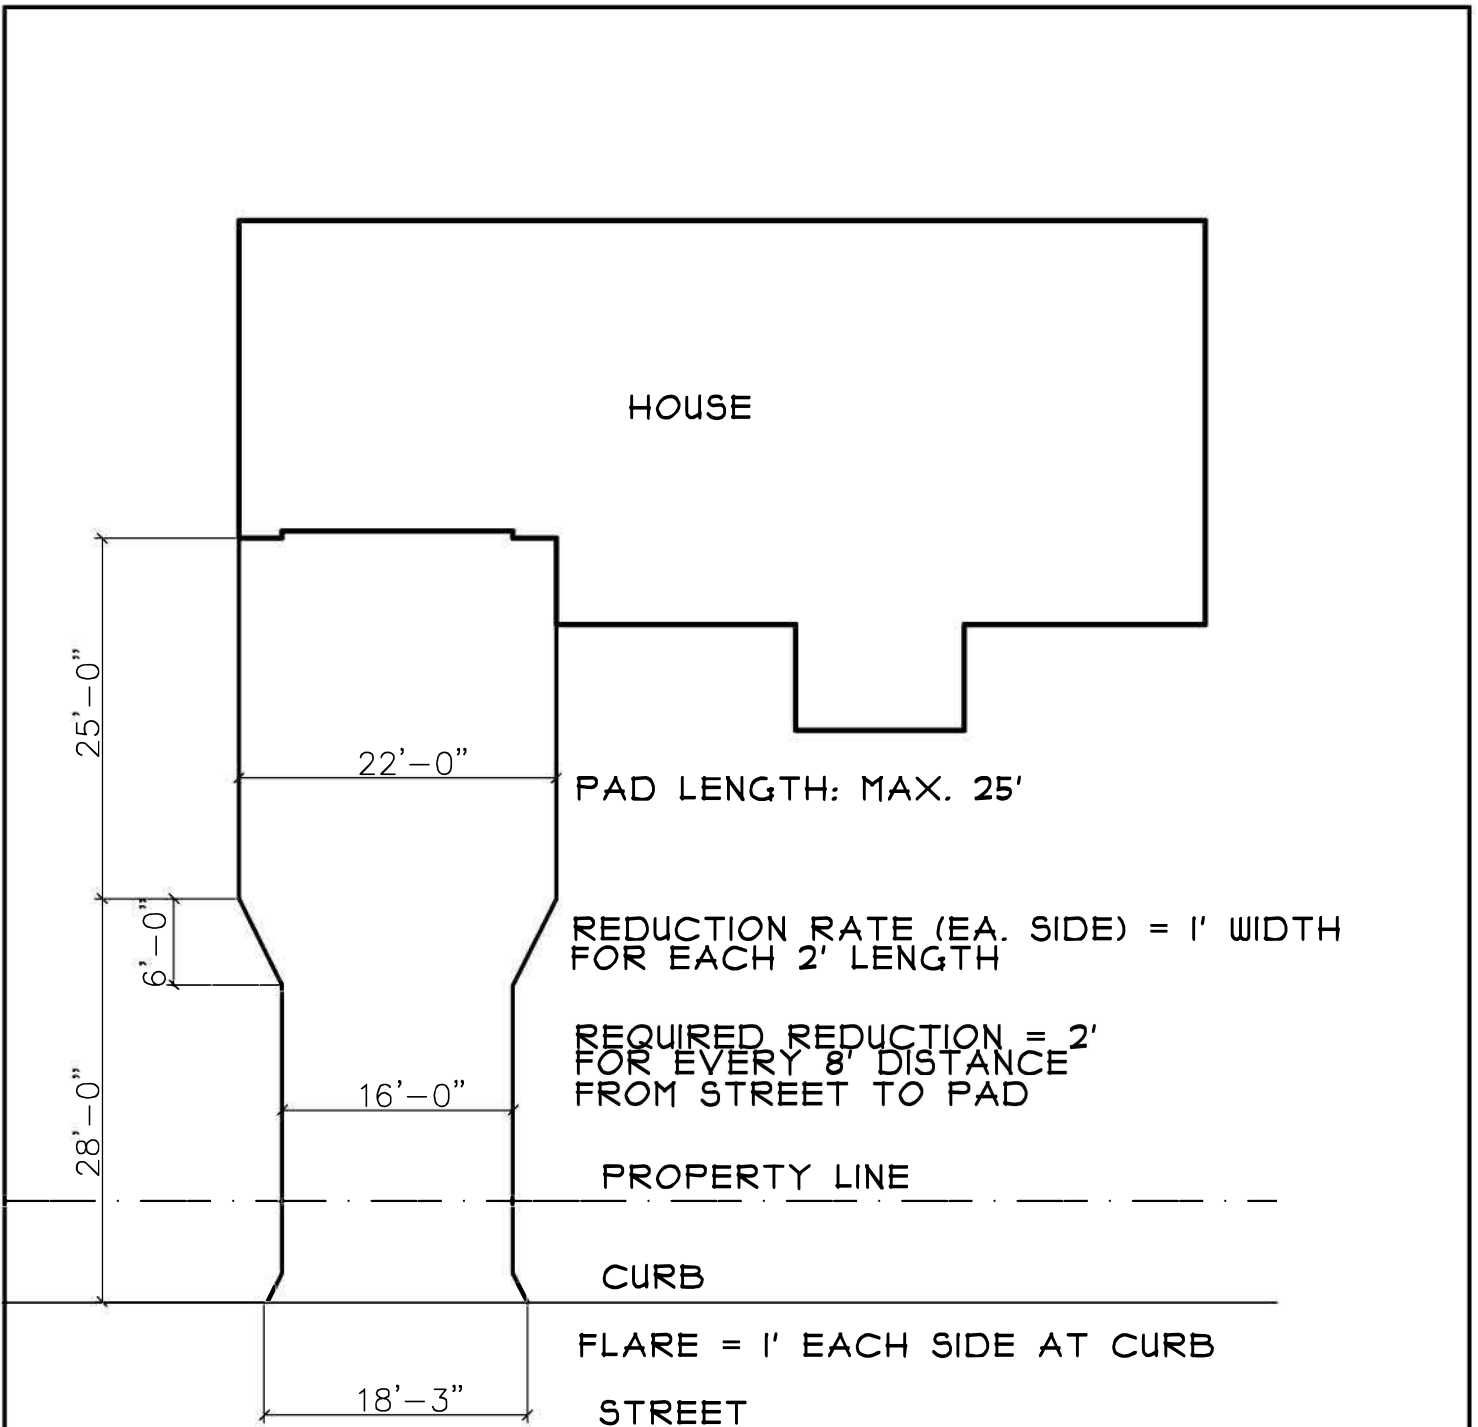 HOUSE
25'-0"
22'-0"
PAD LENGTH: MAX. 25'
6'-0"
REDUCTION RATE (EA. SIDE) = 1' WIDTH
FOR EACH 2' LENGTH
REQUIRED REDUCTION = 2'
FOR EVERY 8' DISTANCE
FROM STREET TO PAD
28'-0"
16'-0"
PROPERTY LINE
CURB
FLARE = 1' EACH SIDE AT CURB
18'-3"
STREET